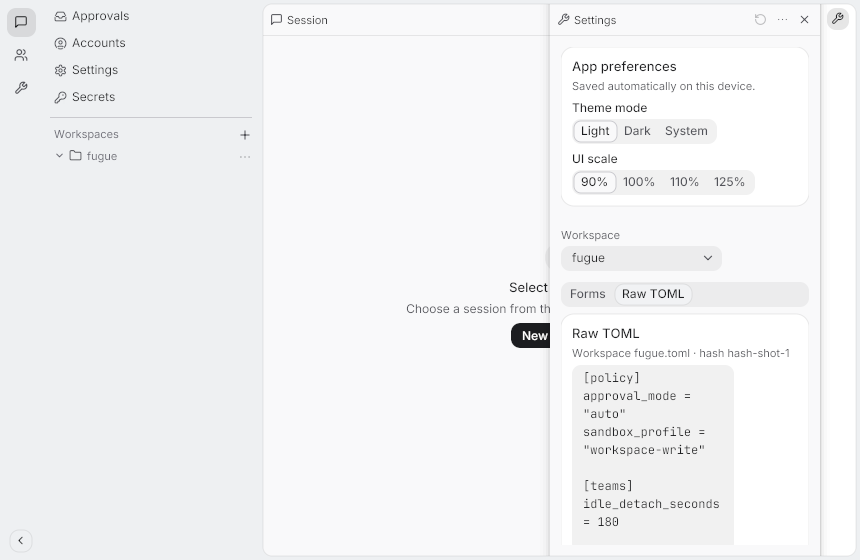 Approvals
Accounts
Settings
Secrets
Workspaces
fugue
Session
Select
Choose a session from th
New
Settings
App preferences
Saved automatically on this device.
Theme mode
Light Dark System
UI scale
90% 100% 110% 125%
Workspace
fugue
Forms Raw TOML
Raw TOML
Workspace fugue.toml · hash hash-shot-1
[policy]
approval_mode =
"auto"
sandbox_profile =
"workspace-write"
[teams]
idle_detach_seconds
= 180